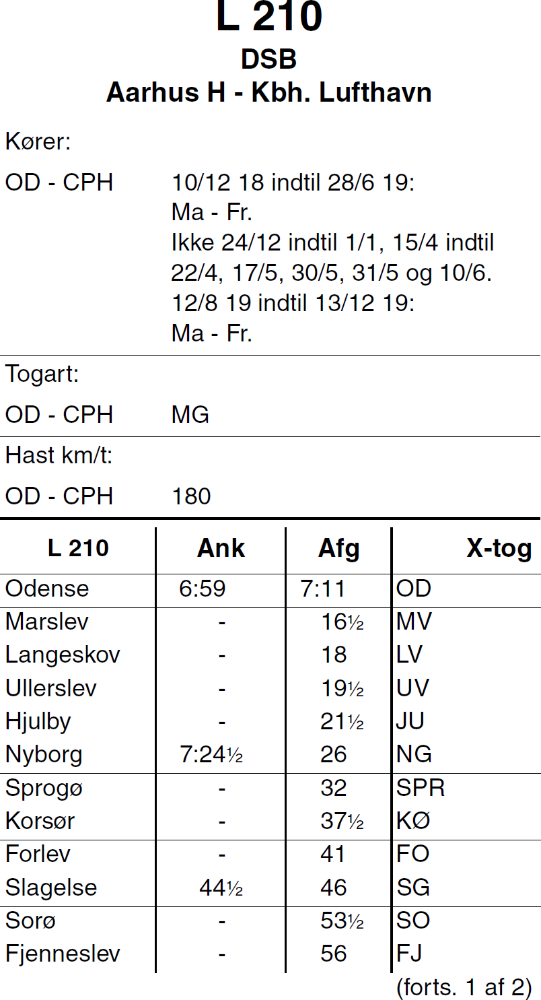 L 210
DSB
Aarhus H - Kbh. Lufthavn
Kører:
OD - CPH 10/12 18 indtil 28/6 19:
Ma - Fr.
Ikke 24/12 indtil 1/1, 15/4 indtil
22/4, 17/5, 30/5, 31/5 og 10/6.
12/8 19 indtil 13/12 19:
Ma - Fr.
Togart:
OD - CPH MG
Hast km/t:
OD - CPH 180
L 210 Ank Afg X-tog
Odense 6:59 7:11 OD
Marslev - 16½ MV
Langeskov - 18 LV
Ullerslev - 19½ UV
Hjulby - 21½ JU
Nyborg 7:24½ 26 NG
Sprogø - 32 SPR
Korsør - 37½ KØ
Forlev - 41 FO
Slagelse 44½ 46 SG
Sorø - 53½ SO
Fjenneslev - 56 FJ
(forts. 1 af 2)